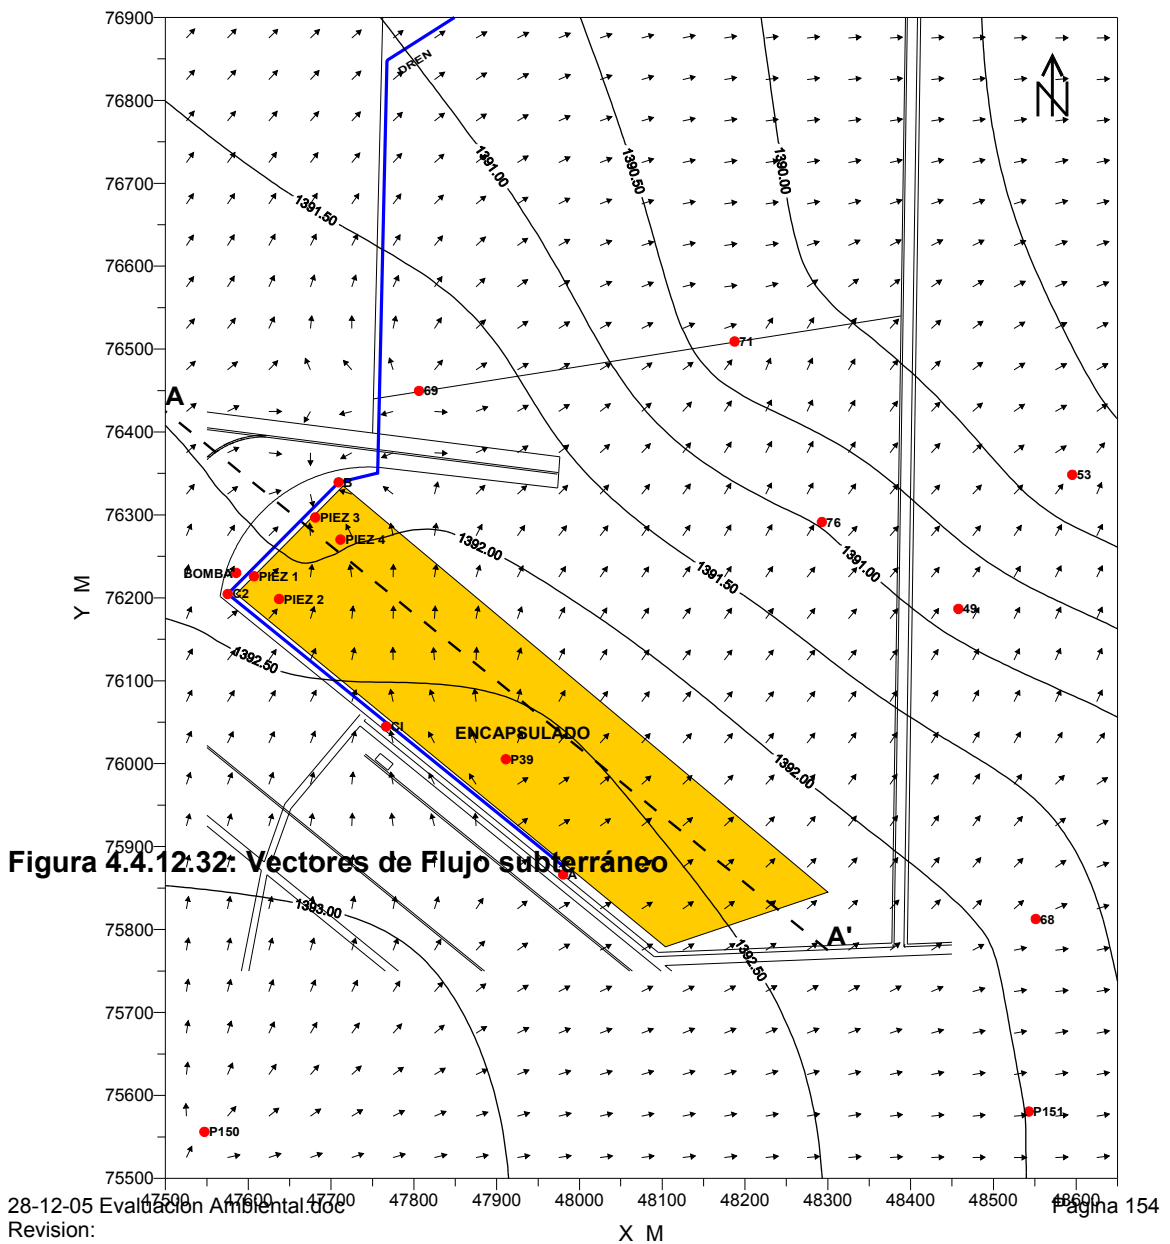 76900
76800
76700
76600
76500
76400
76300
76200
76100
76000
75900
75800
75700
75600
75500
Y M
DREN
N
1391.00
1390.50
1390.00
1391.50
71
69
A
53
B
PIEZ 3
PIEZ 4
76
1392.00
1391.50
1391.00
BOMBA
PIEZ 1
C2
PIEZ 2
49
1392.50
CI
ENCAPSULADO
P39
1392.00
Figura 4.4.12.32: Vectores de Flujo subterráneo
A
1393.00
68
A'
1392.50
P151
P150
47500 47600 47700 47800 47900 48000 48100 48200 48300 48400 48500 48600
X M
28-12-05 Evaluación Ambiental.doc
Pagina 154
Revision: